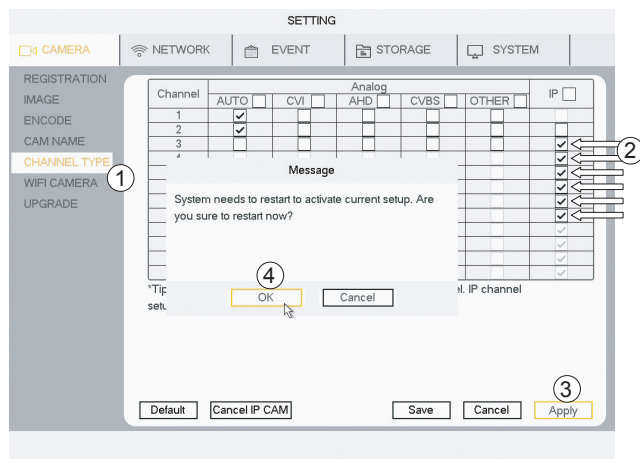 SETTING
CAMERA NETWORK EVENT STORAGE SYSTEM
REGISTRATION
IMAGE
ENCODE
CAM NAME
CHANNEL TYPE
WIFI CAMERA
UPGRADE
1
Channel Analog IP
AUTO CVI AHD CVBS OTHER
1
2
3
2
Message
System needs to restart to activate current setup. Are
you sure to restart now?
4
OK Cancel
*Tip l. IP channel
setu
3
Default Cancel IP CAM Save Cancel Apply